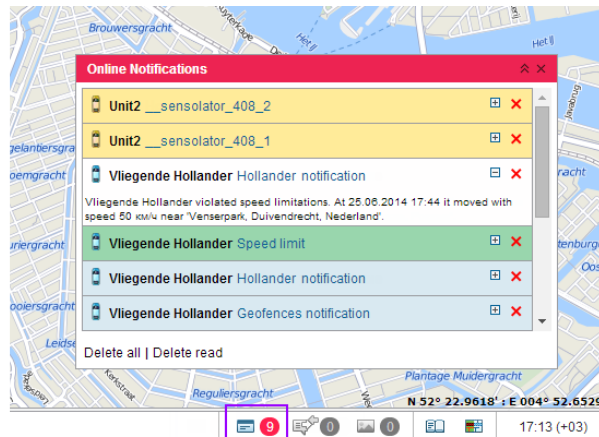 Brouwersgracht
Het IJ
Het IJ
Online Notifications
Unit2 __sensolator_408_2
Unit2 __sensolator_408_1
Vliegende Hollander Hollander notification
Vliegende Hollander violated speed limitations. At 25.06.2014 17:44 it moved with
speed 50 км/ч near 'Venserpark, Duivendrecht, Nederland'.
Vliegende Hollander Speed limit
Vliegende Hollander Hollander notification
Vliegende Hollander Geofences notification
Delete all | Delete read
Plantage Muidergracht
Reguliersgracht
N 52° 22.9618' : E 004° 52.6529
9
0
0
17:13 (+03)